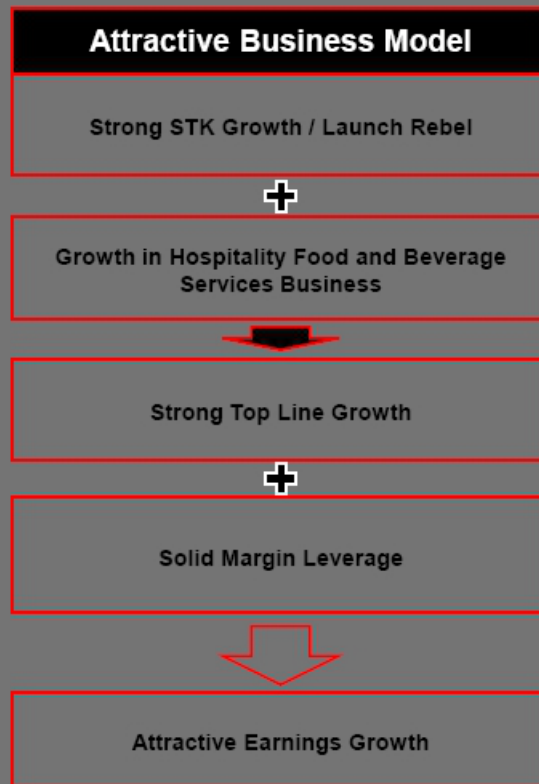 Attractive Business Model
Strong STK Growth / Launch Rebel
Growth in Hospitality Food and Beverage
Services Business
Strong Top Line Growth
Solid Margin Leverage
Attractive Earnings Growth